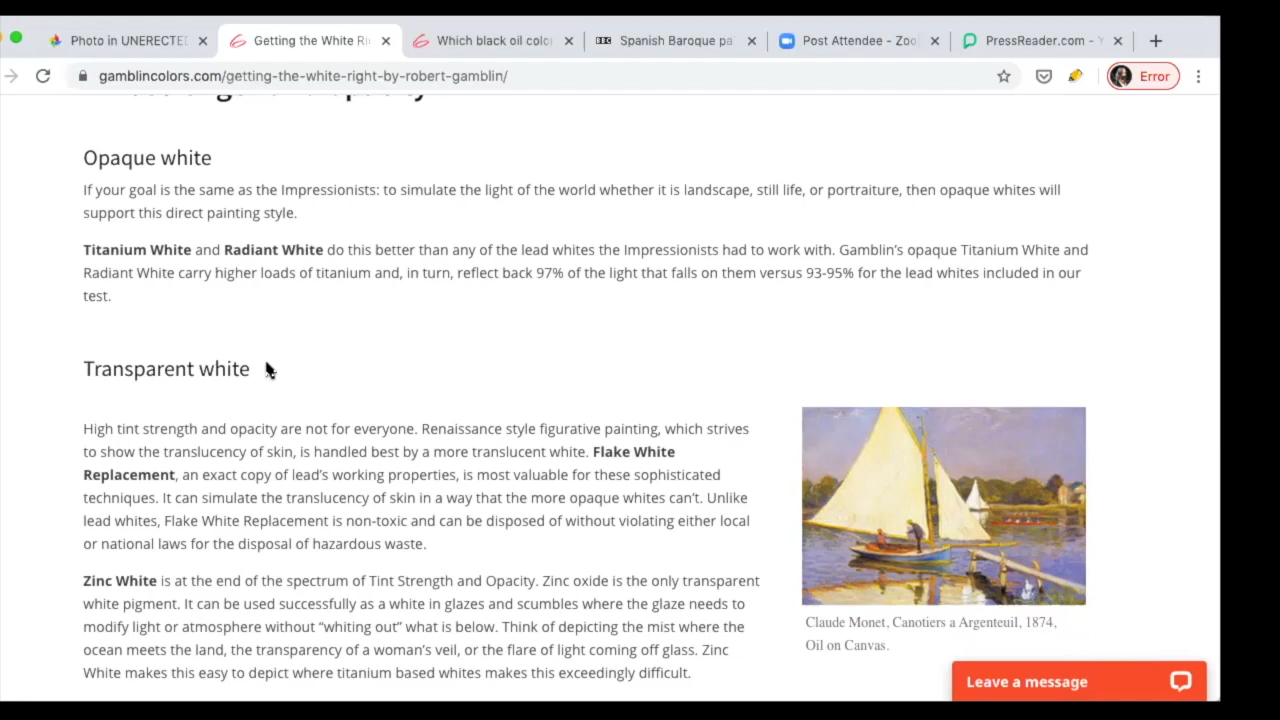 Photo in UNERECTED
Getting the White Ri
Which black oil colo
BBC Spanish Baroque pa
Post Attendee - Zoo
PressReader.com - Y
gamblincolors.com/getting-the-white-right-by-robert-gamblin/
Error
Opaque white
If your goal is the same as the Impressionists: to simulate the light of the world whether it is landscape, still life, or portraiture, then opaque whites will
support this direct painting style.
Titanium White and Radiant White do this better than any of the lead whites the Impressionists had to work with. Gamblin’s opaque Titanium White and
Radiant White carry higher loads of titanium and, in turn, reflect back 97% of the light that falls on them versus 93-95% for the lead whites included in our
test.
Transparent white
High tint strength and opacity are not for everyone. Renaissance style figurative painting, which strives
to show the translucency of skin, is handled best by a more translucent white. Flake White
Replacement, an exact copy of lead’s working properties, is most valuable for these sophisticated
techniques. It can simulate the translucency of skin in a way that the more opaque whites can’t. Unlike
lead whites, Flake White Replacement is non-toxic and can be disposed of without violating either local
or national laws for the disposal of hazardous waste.
Zinc White is at the end of the spectrum of Tint Strength and Opacity. Zinc oxide is the only transparent
white pigment. It can be used successfully as a white in glazes and scumbles where the glaze needs to
modify light or atmosphere without “whiting out” what is below. Think of depicting the mist where the
ocean meets the land, the transparency of a woman’s veil, or the flare of light coming off glass. Zinc
White makes this easy to depict where titanium based whites makes this exceedingly difficult.
Claude Monet, Canotiers a Argenteuil, 1874,
Oil on Canvas.
Leave a message